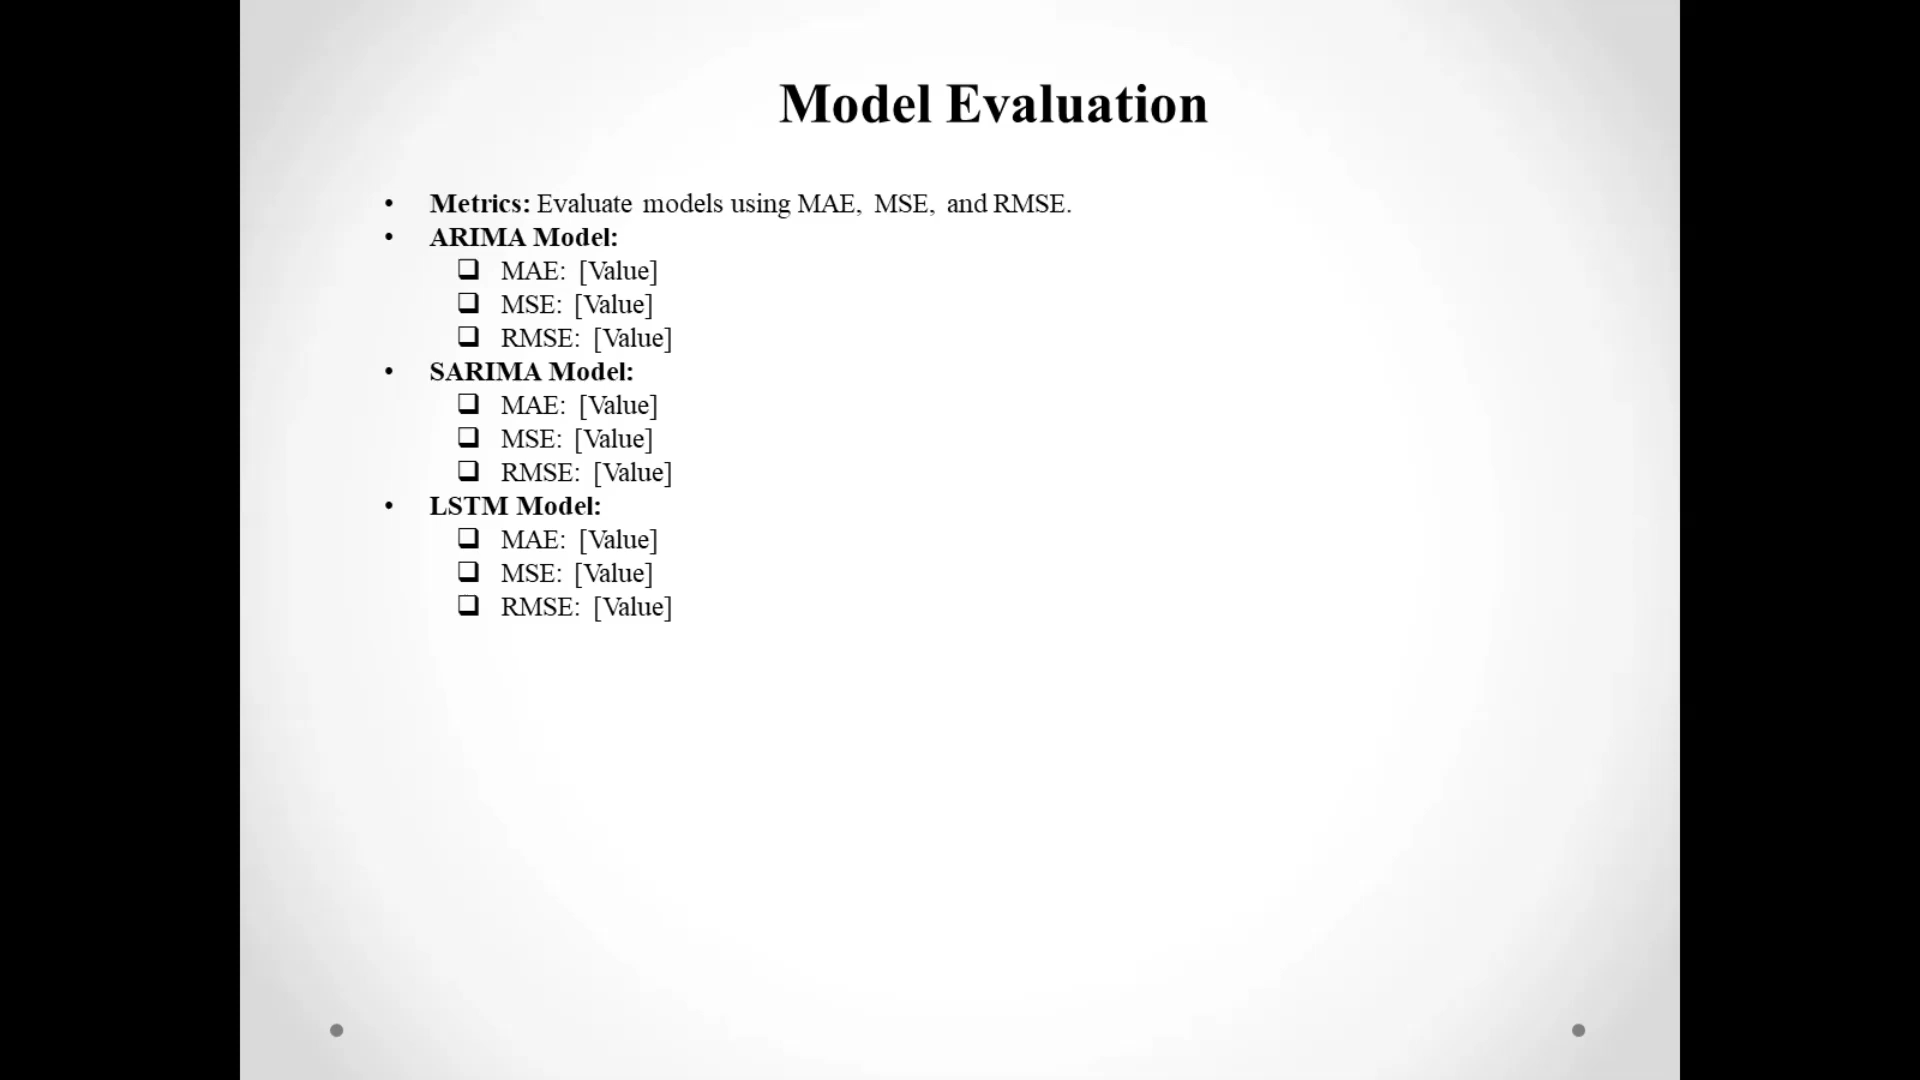 Model Evaluation
• Metrics: Evaluate models using MAE, MSE, and RMSE.
• ARIMA Model:
❑ MAE: [Value]
❑ MSE: [Value]
❑ RMSE: [Value]
• SARIMA Model:
❑ MAE: [Value]
❑ MSE: [Value]
❑ RMSE: [Value]
• LSTM Model:
❑ MAE: [Value]
❑ MSE: [Value]
❑ RMSE: [Value]